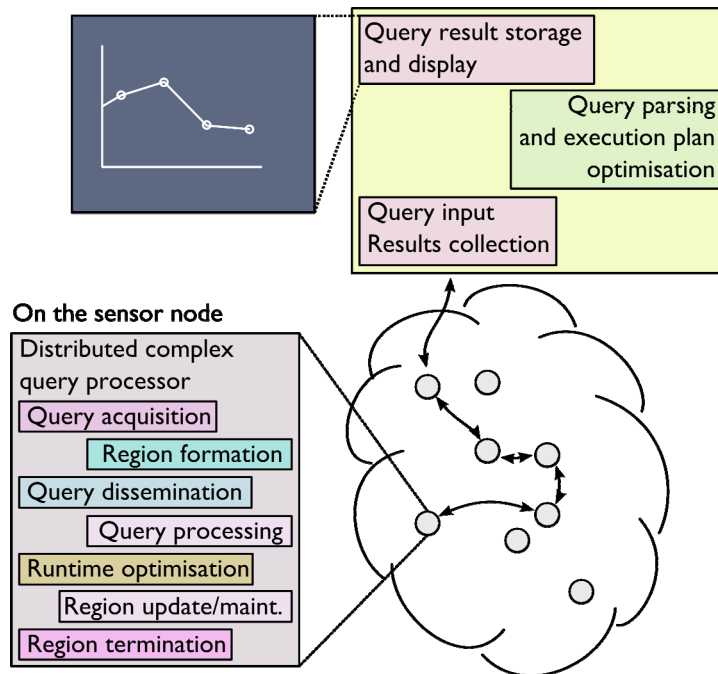 Query result storage
and display
Query parsing
and execution plan
optimisation
Query input
Results collection
On the sensor node
Distributed complex
query processor
Query acquisition
Region formation
Query dissemination
Query processing
Runtime optimisation
Region update/maint.
Region termination